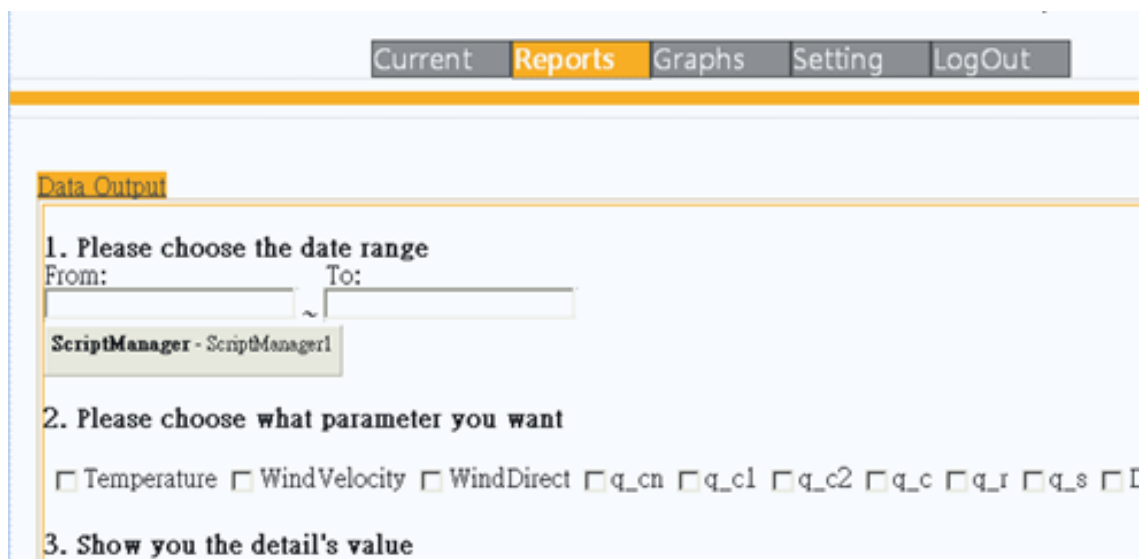 Current Reports Graphs Setting LogOut
Data Output
1. Please choose the date range
From: To:
~
ScriptManager - ScriptManager1
2. Please choose what parameter you want
Temperature WindVelocity WindDirect q_cn q_c1 q_c2 q_c q_r q_s
3. Show you the detail's value